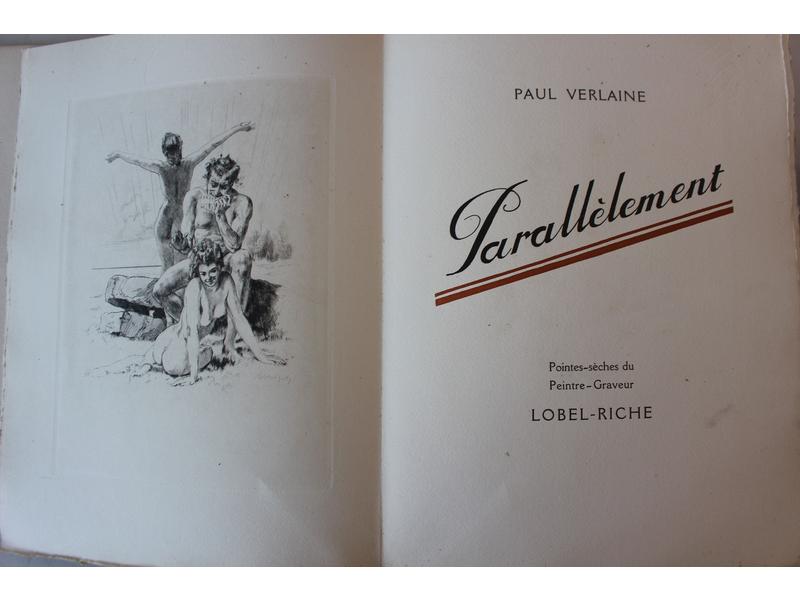 PAUL VERLAINE
Parallèlement
Pointes-sèches du
Peintre-Graveur
LOBEL-RICHE